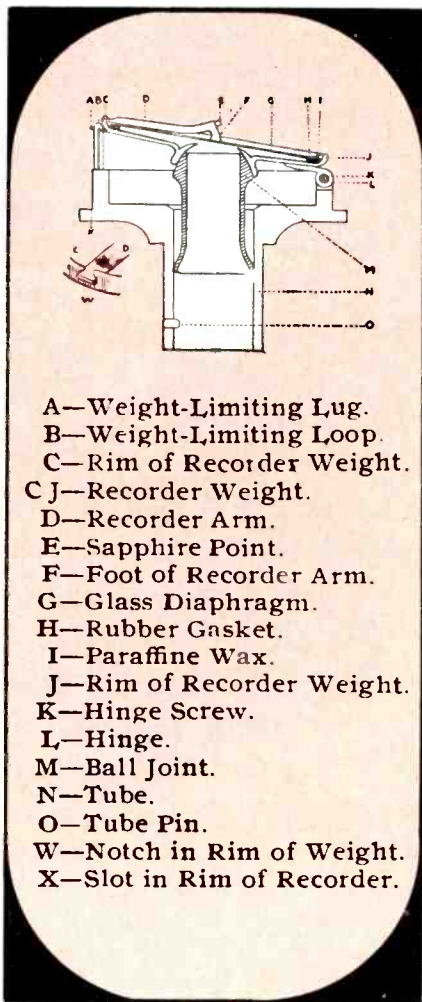 A B C D E F G H I
J
K
L
X
C D
W
M
N
O
A—Weight-Limiting Lug.
B—Weight-Limiting Loop.
C—Rim of Recorder Weight.
C J—Recorder Weight.
D—Recorder Arm.
E—Sapphire Point.
F—Foot of Recorder Arm.
G—Glass Diaphragm.
H—Rubber Gasket.
I—Paraffine Wax.
J—Rim of Recorder Weight.
K—Hinge Screw.
L—Hinge.
M—Ball Joint.
N—Tube.
O—Tube Pin.
W—Notch in Rim of Weight.
X—Slot in Rim of Recorder.